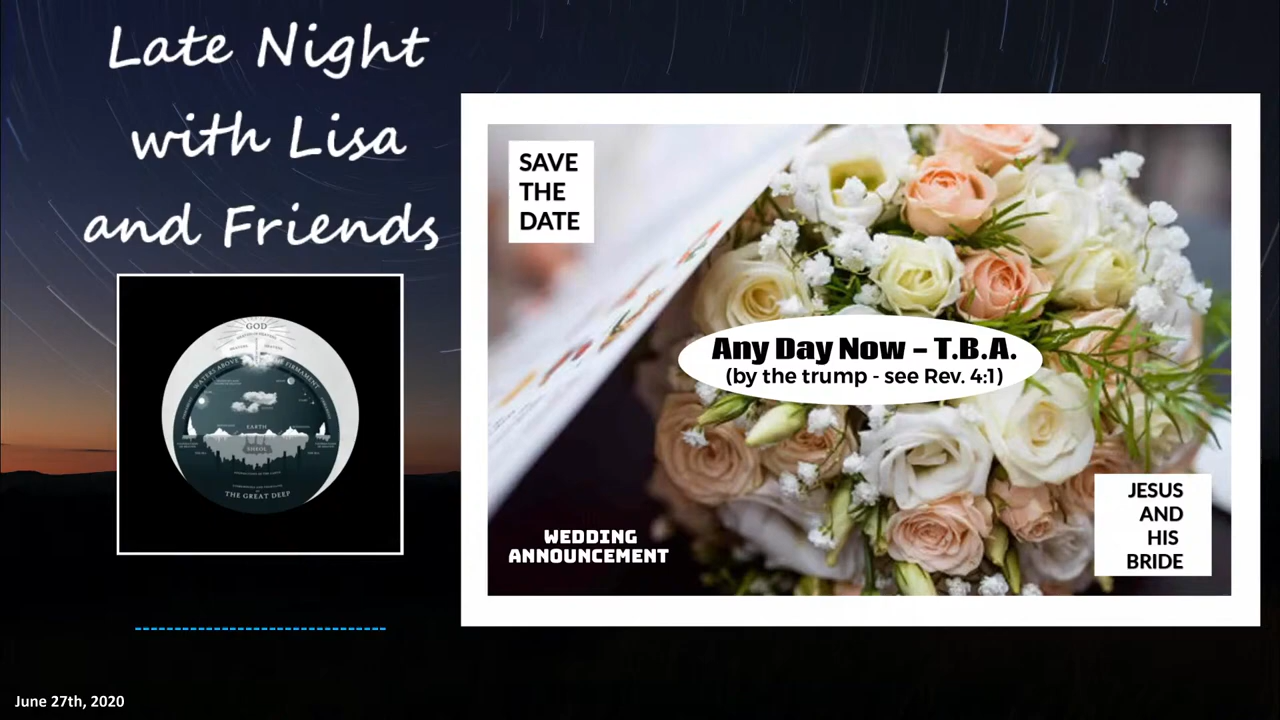 Late Night
with Lisa
and Friends
GOD
WATERS ABOVE THE FIRMAMENT
EARTH
SHEOL
THE GREAT DEEP
SAVE
THE
DATE
Any Day Now – T.B.A.
(by the trump - see Rev. 4:1)
WEDDING
ANNOUNCEMENT
JESUS
AND
HIS
BRIDE
June 27th, 2020